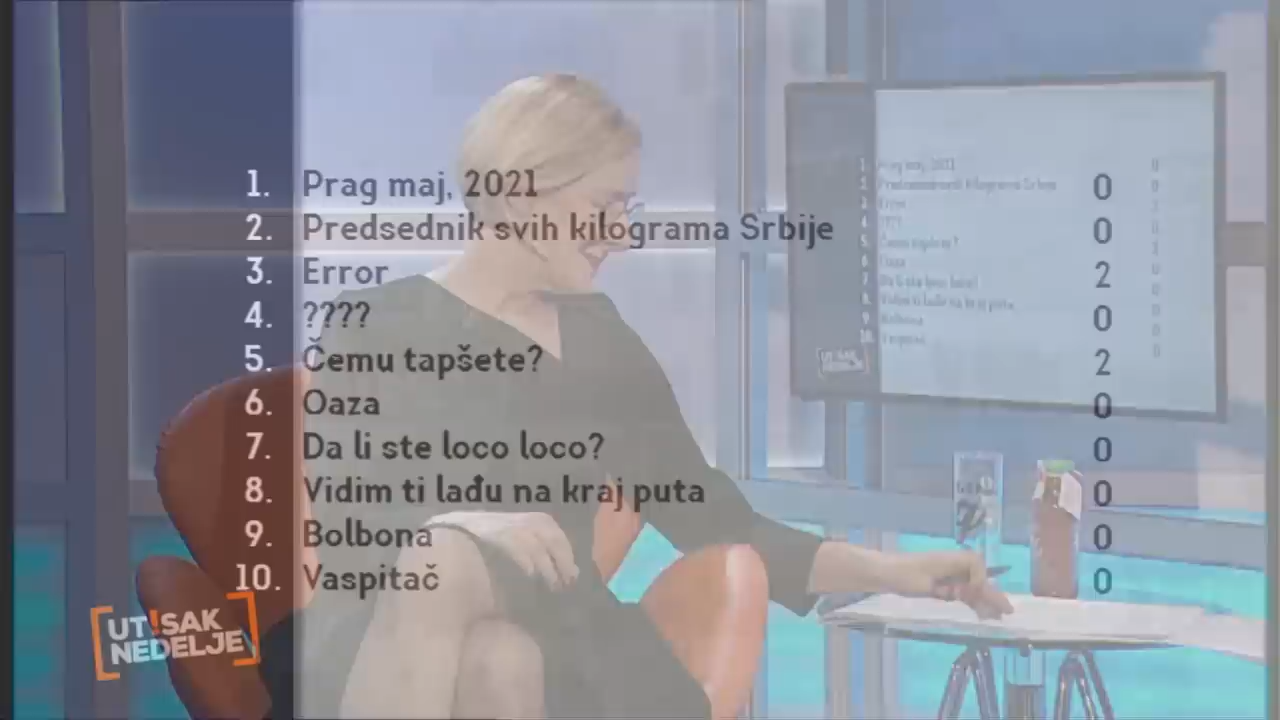 1. Prag maj, 2021 0
2. Predsednik svih kilograma Srbije 0
3. Error 2
4. ???? 0
5. Čemu tapšete? 2
6. Oaza 0
7. Da li ste loco loco? 0
8. Vidim ti lađu na kraj puta 0
9. Bolbona 0
10. Vaspitač 0
UT!SAK
NEDELJE